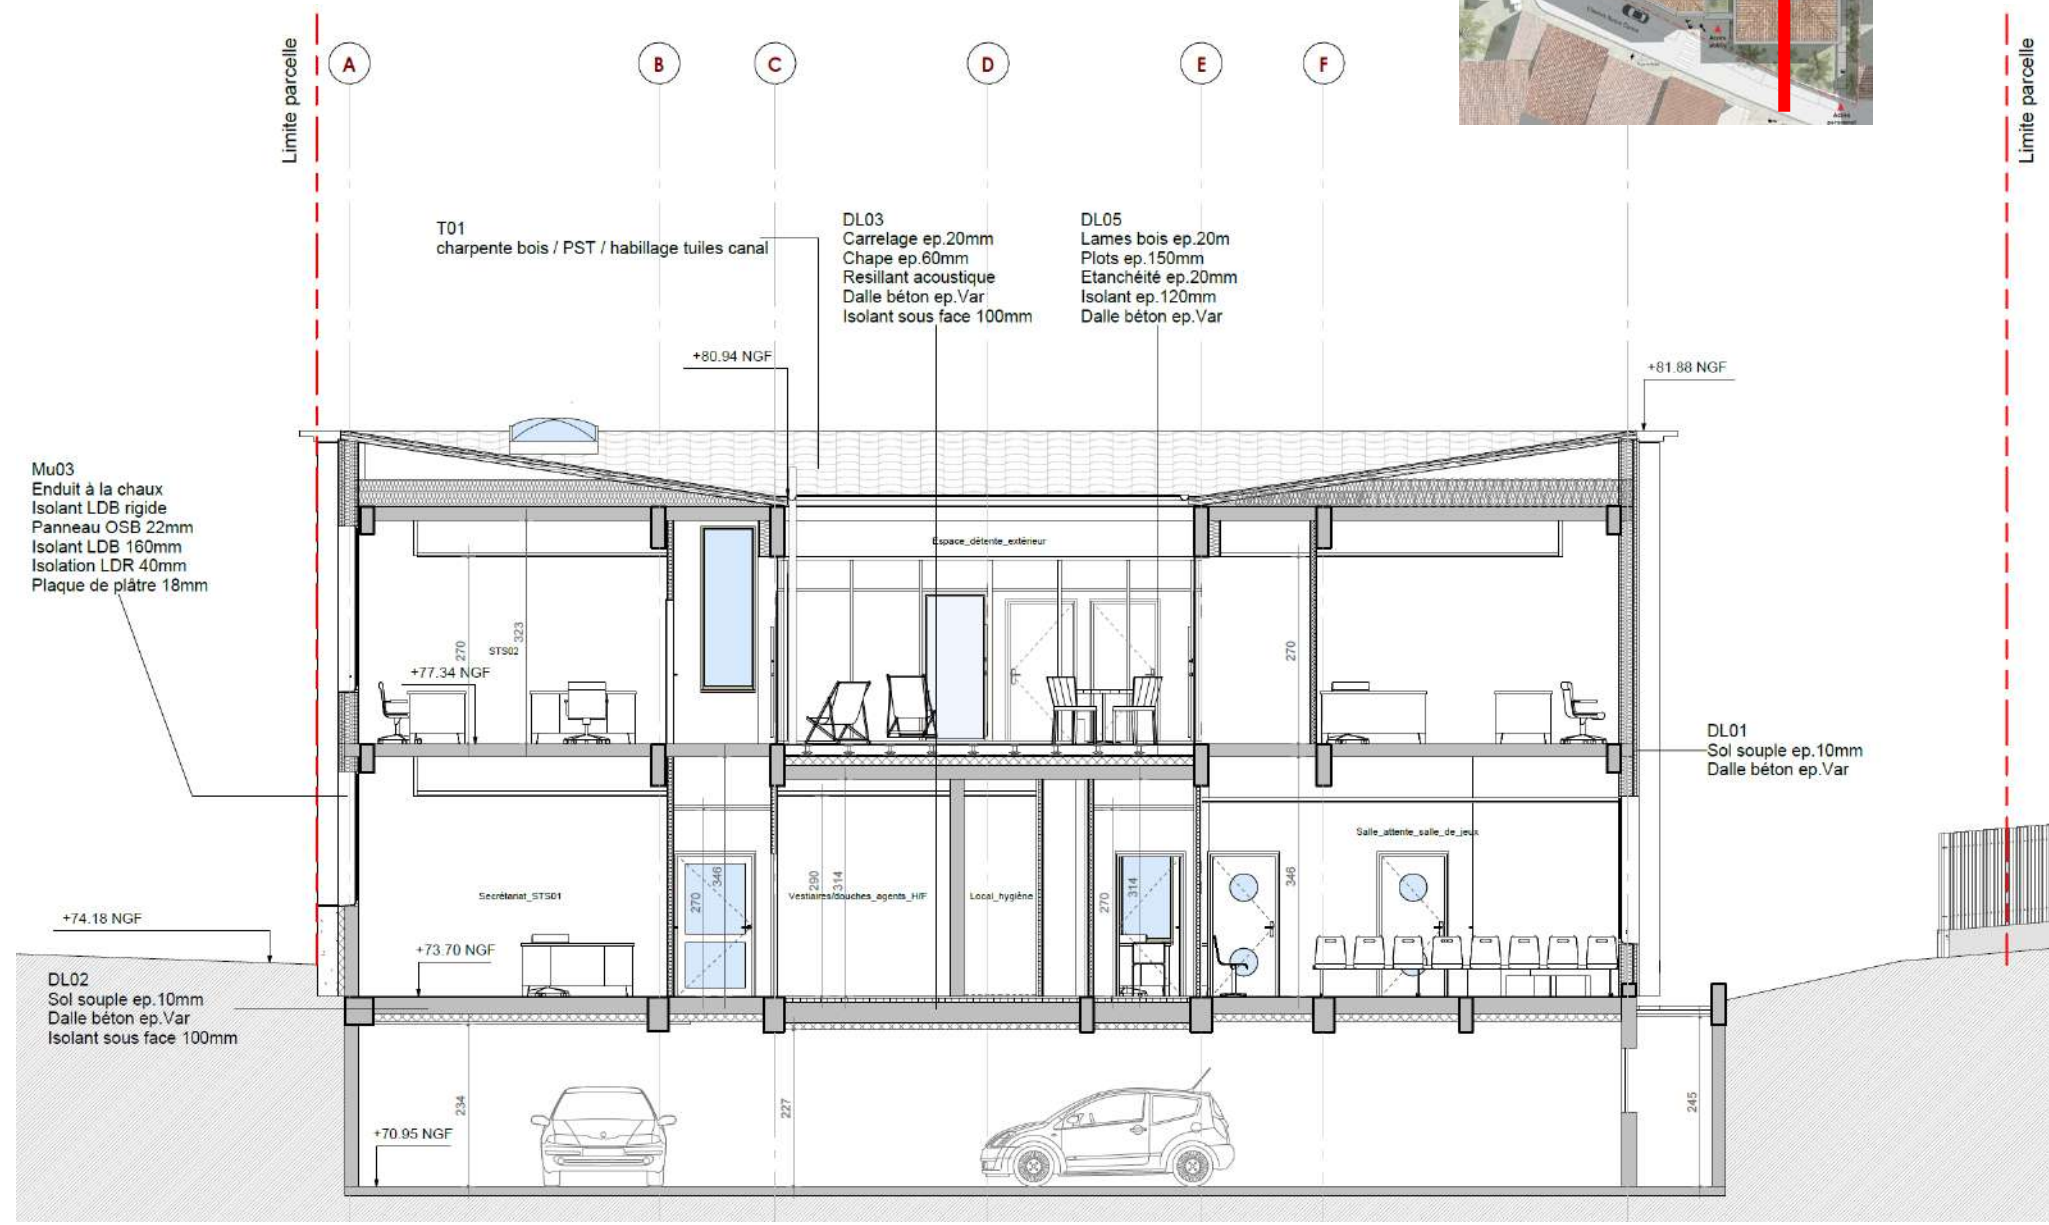 Limite parcelle
A
B
C
D
E
F
Limite parcelle
Accès
T01
charpente bois / PST / habillage tuiles canal
DL03
Carrelage ep.20mm
Chape ep.60mm
Resillant acoustique
Dalle béton ep.Var
Isolant sous face 100mm
DL05
Lames bois ep.20m
Plots ep.150mm
Etanchéité ep.20mm
Isolant ep.120mm
Dalle béton ep.Var
+80.94 NGF
+81.88 NGF
Mu03
Enduit à la chaux
Isolant LDB rigide
Panneau OSB 22mm
Isolant LDB 160mm
Isolation LDR 40mm
Plaque de plâtre 18mm
Espace_détente_extérieur
270
323
STS02
+77.34 NGF
270
DL01
Sol souple ep.10mm
Dalle béton ep.Var
Salle_attente_salle_de_jeux
Secrétariat_STS01
270
346
290
314
Vestiaires/douches_agents_H/F
Local_hygiène
270
314
346
+74.18 NGF
+73.70 NGF
DL02
Sol souple ep.10mm
Dalle béton ep.Var
Isolant sous face 100mm
234
227
245
+70.95 NGF